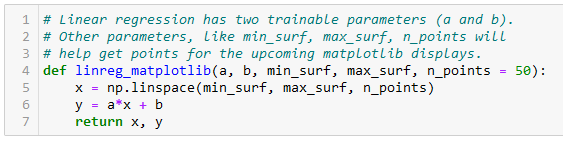 1 # Linear regression has two trainable parameters (a and b).
2 # Other parameters, like min_surf, max_surf, n_points will
3 # help get points for the upcoming matplotlib displays.
4 def linreg_matplotlib(a, b, min_surf, max_surf, n_points = 50):
5     x = np.linspace(min_surf, max_surf, n_points)
6     y = a*x + b
7     return x, y